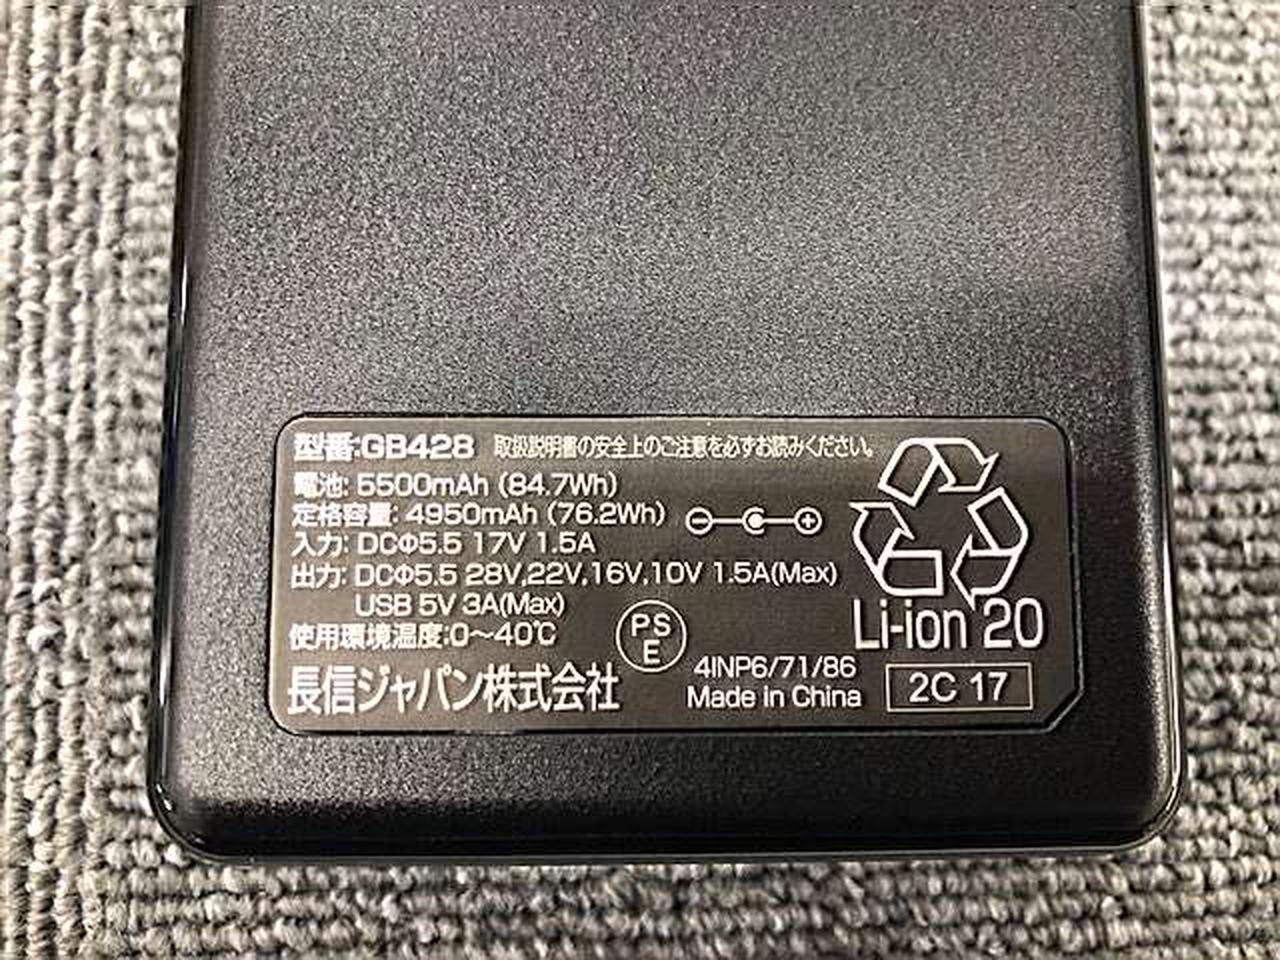 型番:GB428 取扱説明書の安全上のご注意を必ずお読みください。
電池: 5500mAh (84.7Wh)
定格容量: 4950mAh (76.2Wh)
入力: DCΦ5.5 17V 1.5A
出力: DCΦ5.5 28V,22V,16V,10V 1.5A(Max)
USB 5V 3A(Max)
使用環境温度:0～40℃
PS
E
長信ジャパン株式会社
4INP6/71/86
Made in China
Li-ion 20
2C 17